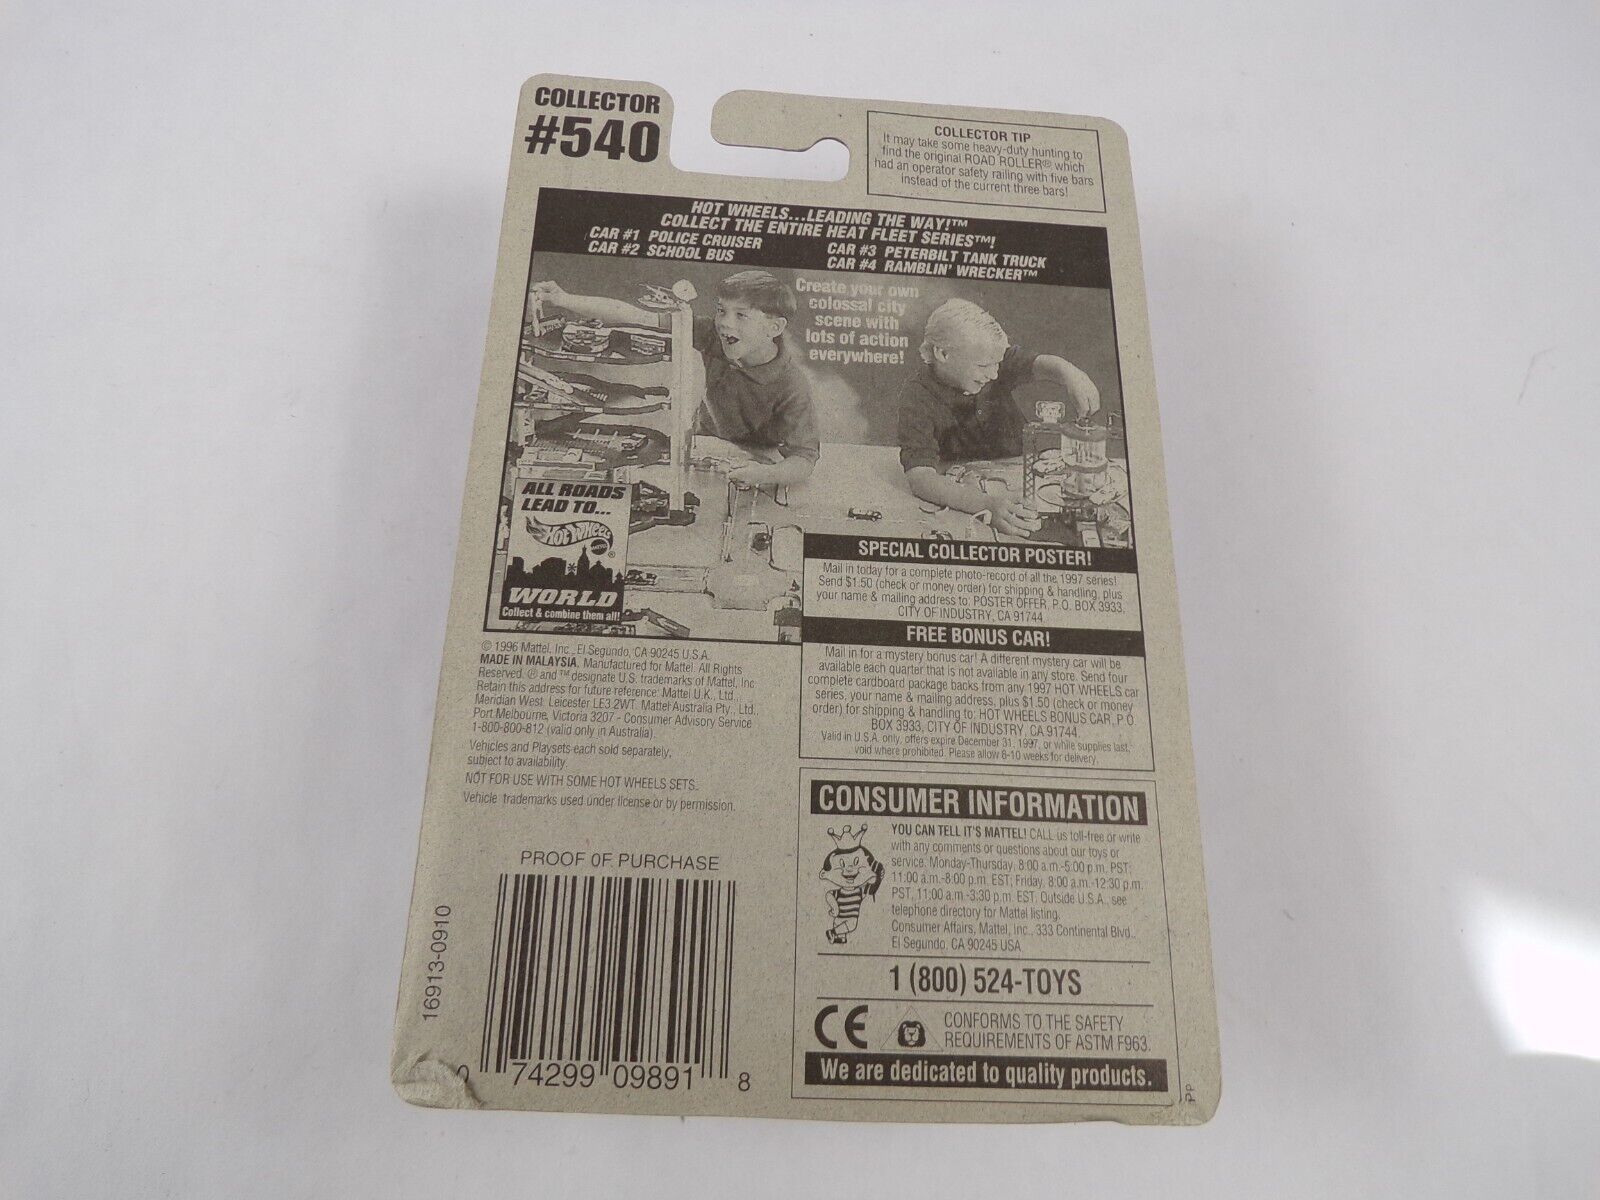 COLLECTOR
#540
COLLECTOR TIP
It may take some heavy-duty hunting to
find the original ROAD ROLLER® which
had an operator safety railing with five bars
instead of the current three bars!
HOT WHEELS...LEADING THE WAY!™
COLLECT THE ENTIRE HEAT FLEET SERIES™!
CAR #1 POLICE CRUISER
CAR #2 SCHOOL BUS
CAR #3 PETERBILT TANK TRUCK
CAR #4 RAMBLIN' WRECKER™
Create your own
colossal city
scene with
lots of action
everywhere!
ALL ROADS
LEAD TO...
Hot Wheels
MATTEL
®
WORLD
Collect & combine them all!
SPECIAL COLLECTOR POSTER!
Mail in today for a complete photo-record of all the 1997 series!
Send $1.50 (check or money order) for shipping & handling, plus
your name & mailing address to: POSTER OFFER, P.O. BOX 3933,
CITY OF INDUSTRY, CA 91744.
FREE BONUS CAR!
Mail in for a mystery bonus car! A different mystery car will be
available each quarter that is not available in any store. Send four
complete cardboard package backs from any 1997 HOT WHEELS car
series, your name & mailing address, plus $1.50 (check or money
order) for shipping & handling to: HOT WHEELS BONUS CAR, P.O.
BOX 3933, CITY OF INDUSTRY, CA 91744.
Valid in U.S.A. only, offers expire December 31, 1997, or while supplies last,
void where prohibited. Please allow 8-10 weeks for delivery.
© 1996 Mattel, Inc., El Segundo, CA 90245 U.S.A.
MADE IN MALAYSIA. Manufactured for Mattel. All Rights
Reserved. ® and ™ designate U.S. trademarks of Mattel, Inc.
Retain this address for future reference: Mattel U.K., Ltd.,
Meridian West, Leicester LE3 2WT. Mattel Australia Pty., Ltd.,
Port Melbourne, Victoria 3207 - Consumer Advisory Service
1-800-800-812 (valid only in Australia).
Vehicles and Playsets each sold separately,
subject to availability.
NOT FOR USE WITH SOME HOT WHEELS SETS.
Vehicle trademarks used under license or by permission.
PROOF OF PURCHASE
16913-0910
0 74299 09891 8
CONSUMER INFORMATION
YOU CAN TELL IT'S MATTEL! CALL us toll-free or write
with any comments or questions about our toys or
service. Monday-Thursday, 8:00 a.m.-5:00 p.m. PST:
11:00 a.m.-8:00 p.m. EST; Friday, 8:00 a.m.-12:30 p.m.
PST, 11:00 a.m.-3:30 p.m. EST. Outside U.S.A., see
telephone directory for Mattel listing.
Consumer Affairs, Mattel, Inc., 333 Continental Blvd.,
El Segundo, CA 90245 USA
1 (800) 524-TOYS
CE
CONFORMS TO THE SAFETY
REQUIREMENTS OF ASTM F963.
We are dedicated to quality products.
PP